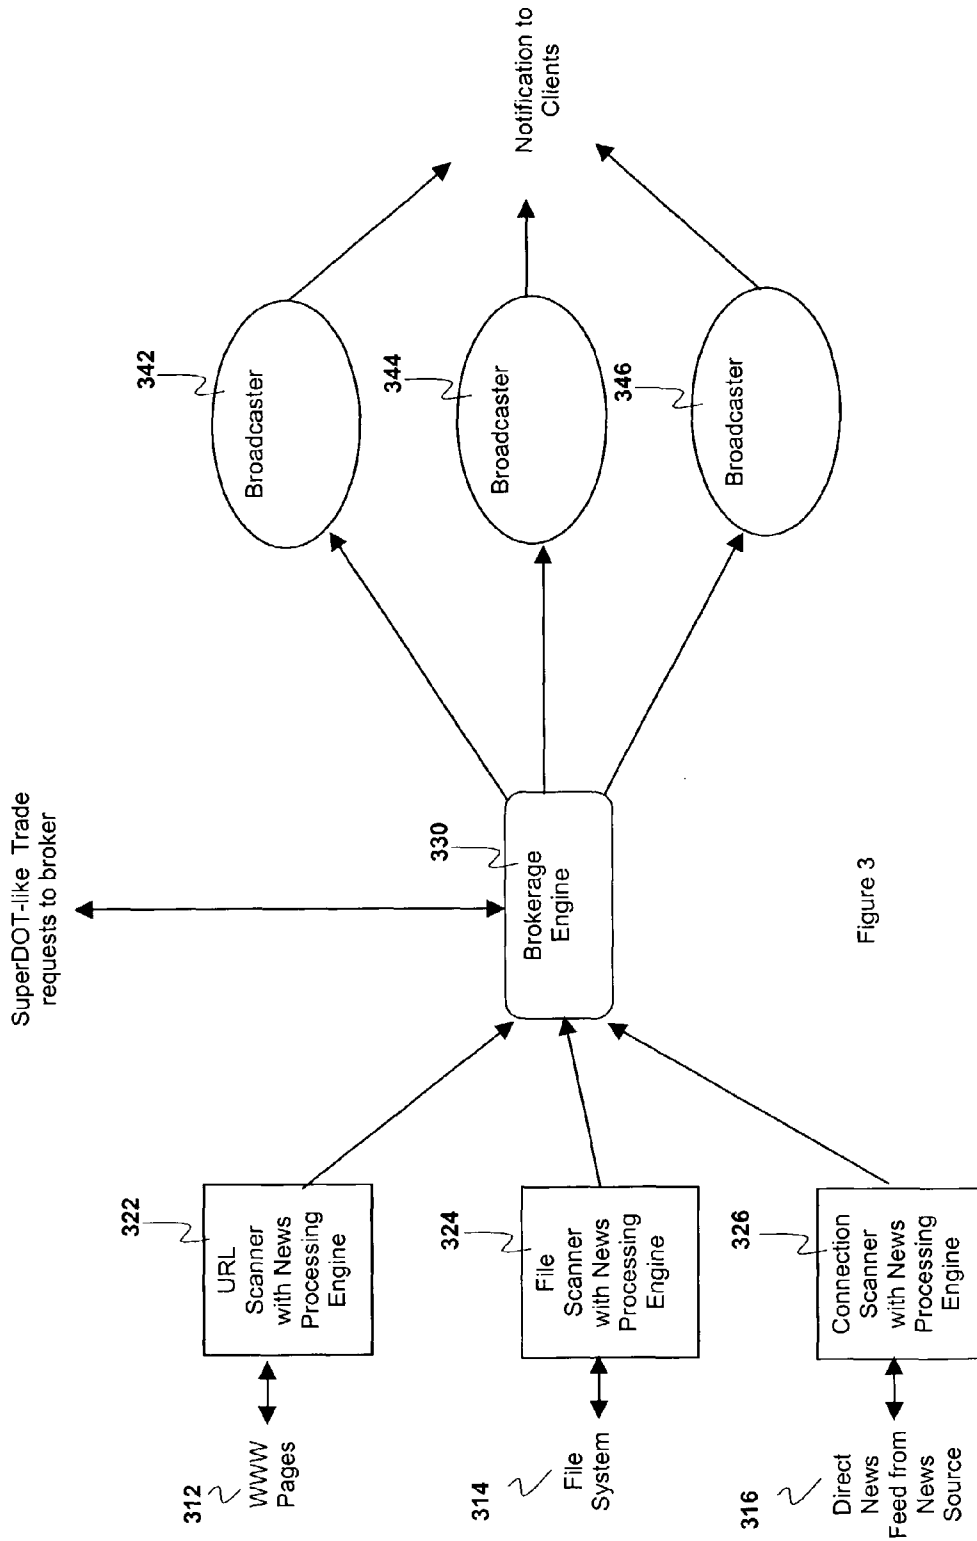 SuperDOT-like Trade
requests to broker
312
WWW
Pages
322
URL
Scanner
with News
Processing
Engine
314
File
System
324
File
Scanner
with News
Processing
Engine
316
Direct
News
Feed from
News
Source
326
Connection
Scanner
with News
Processing
Engine
330
Brokerage
Engine
342
Broadcaster
344
Broadcaster
346
Broadcaster
Notification to
Clients
Figure 3